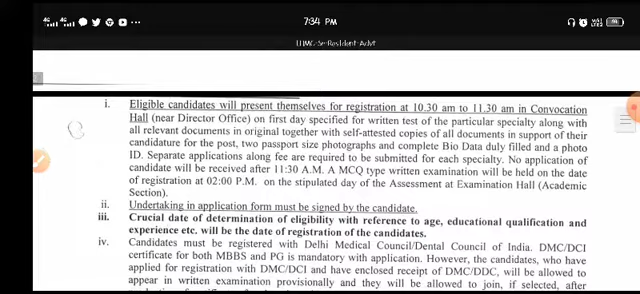 7:34 PM
LHMC-Sr-Resident-Advt
i. Eligible candidates will present themselves for registration at 10.30 am to 11.30 am in Convocation
Hall (near Director Office) on first day specified for written test of the particular specialty along with
all relevant documents in original together with self-attested copies of all documents in support of their
candidature for the post, two passport size photographs and complete Bio Data duly filled and a photo
ID. Separate applications along fee are required to be submitted for each specialty. No application of
candidate will be received after 11:30 A.M. A MCQ type written examination will be held on the date
of registration at 02:00 P.M. on the stipulated day of the Assessment at Examination Hall (Academic
Section).
ii. Undertaking in application form must be signed by the candidate.
iii. Crucial date of determination of eligibility with reference to age, educational qualification and
experience etc. will be the date of registration of the candidates.
iv. Candidates must be registered with Delhi Medical Council/Dental Council of India. DMC/DCI
certificate for both MBBS and PG is mandatory with application. However, the candidates, who have
applied for registration with DMC/DCI and have enclosed receipt of DMC/DDC, will be allowed to
appear in written examination provisionally and they will be allowed to join, if selected, after